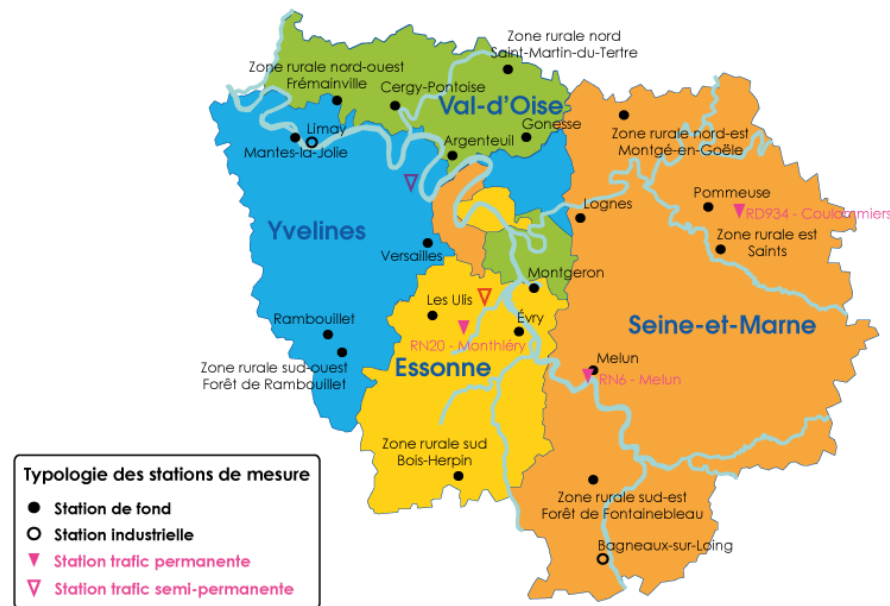 Zone rurale nord
Saint-Martin-du-Tertre
Zone rurale nord-ouest
Frémainville
Cergy-Pontoise
Val-d'Oise
Gonesse
Argenteuil
Limay
Mantes-la-Jolie
Zone rurale nord-est
Montgé-en-Goële
Pommeuse
RD934 - Coulommiers
Lognes
Zone rurale est
Saints
Yvelines
Versailles
Montgeron
Les Ulis
Évry
Rambouillet
RN20 - Monthléry
Seine-et-Marne
Zone rurale sud-ouest
Forêt de Rambouillet
Essonne
Melun
RN6 - Melun
Zone rurale sud
Bois-Herpin
Zone rurale sud-est
Forêt de Fontainebleau
Bagneaux-sur-Loing
Typologie des stations de mesure
Station de fond
Station industrielle
Station trafic permanente
Station trafic semi-permanente